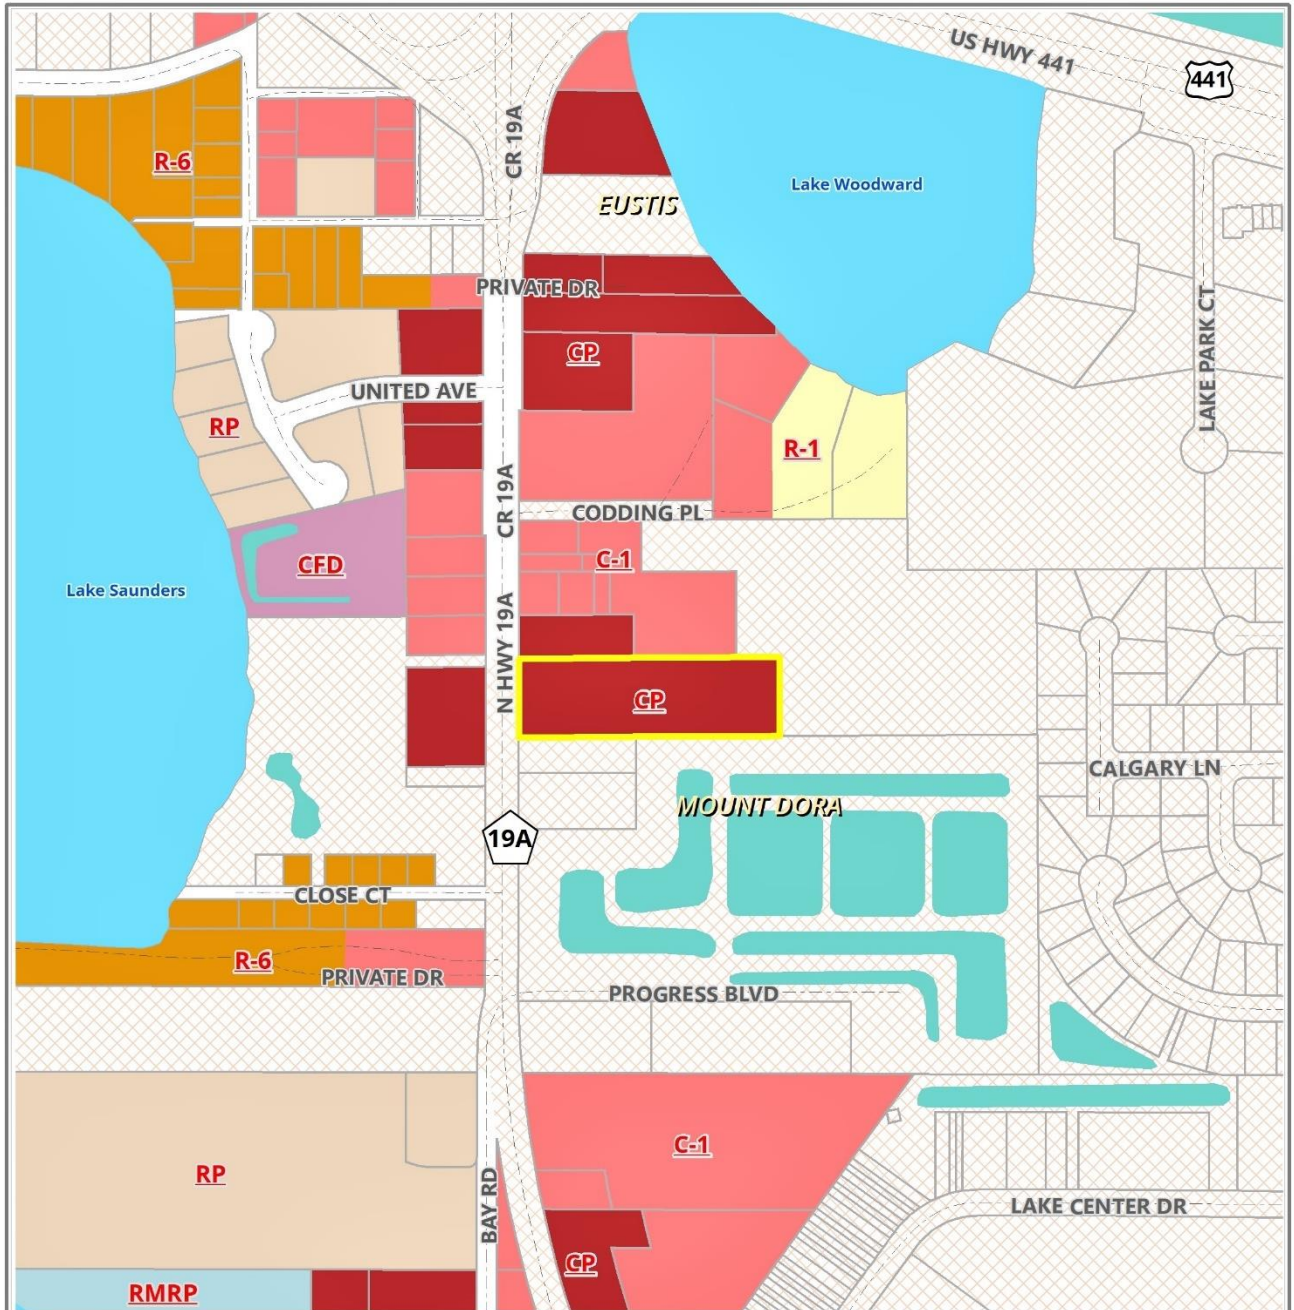 US HWY 441
441
CR 19A
R-6
Lake Woodward
EUSTIS
PRIVATE DR
LAKE PARK CT
CP
UNITED AVE
RP
R-1
CR 19A
CODDING PL
CFD
C-1
Lake Saunders
N HWY 19A
CP
CALGARY LN
MOUNT DORA
19A
CLOSE CT
R-6
PRIVATE DR
PROGRESS BLVD
C-1
RP
BAY RD
LAKE CENTER DR
CP
RMRP